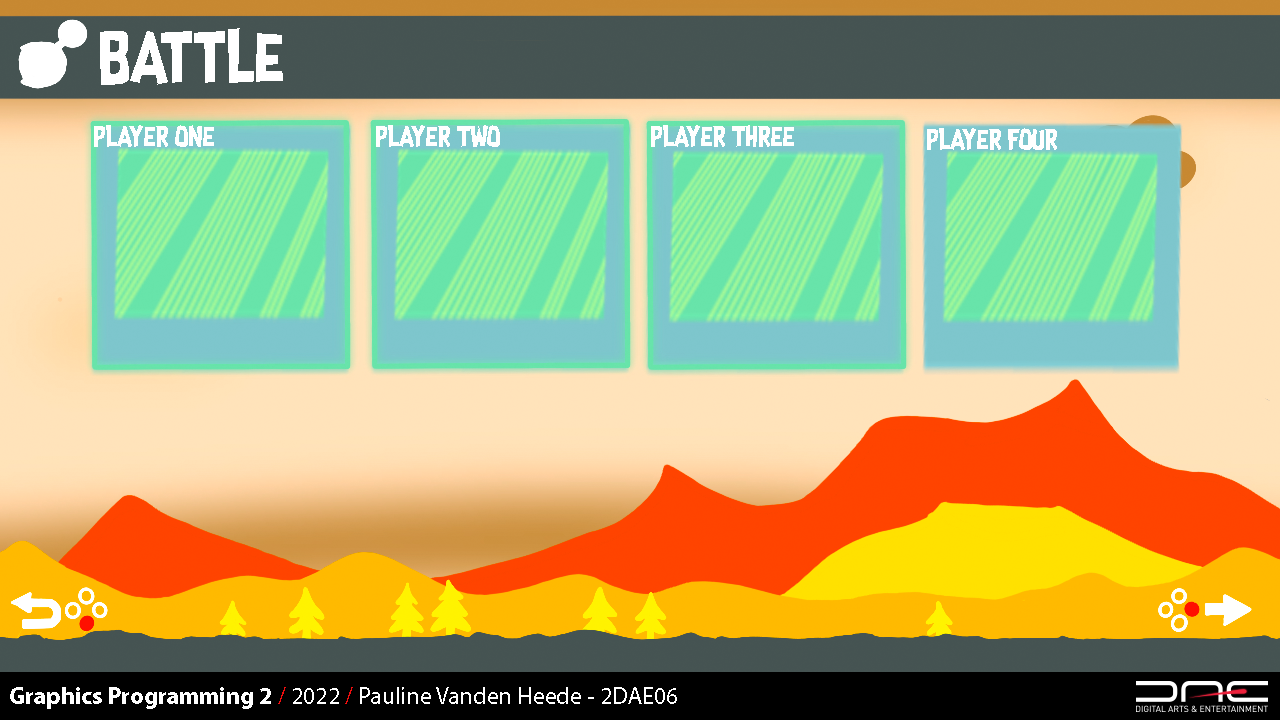 BATTLE
PLAYER ONE
PLAYER TWO
PLAYER THREE
PLAYER FOUR
Graphics Programming 2 / 2022 / Pauline Vanden Heede - 2DAE06
DAE
DIGITAL ARTS & ENTERTAINMENT